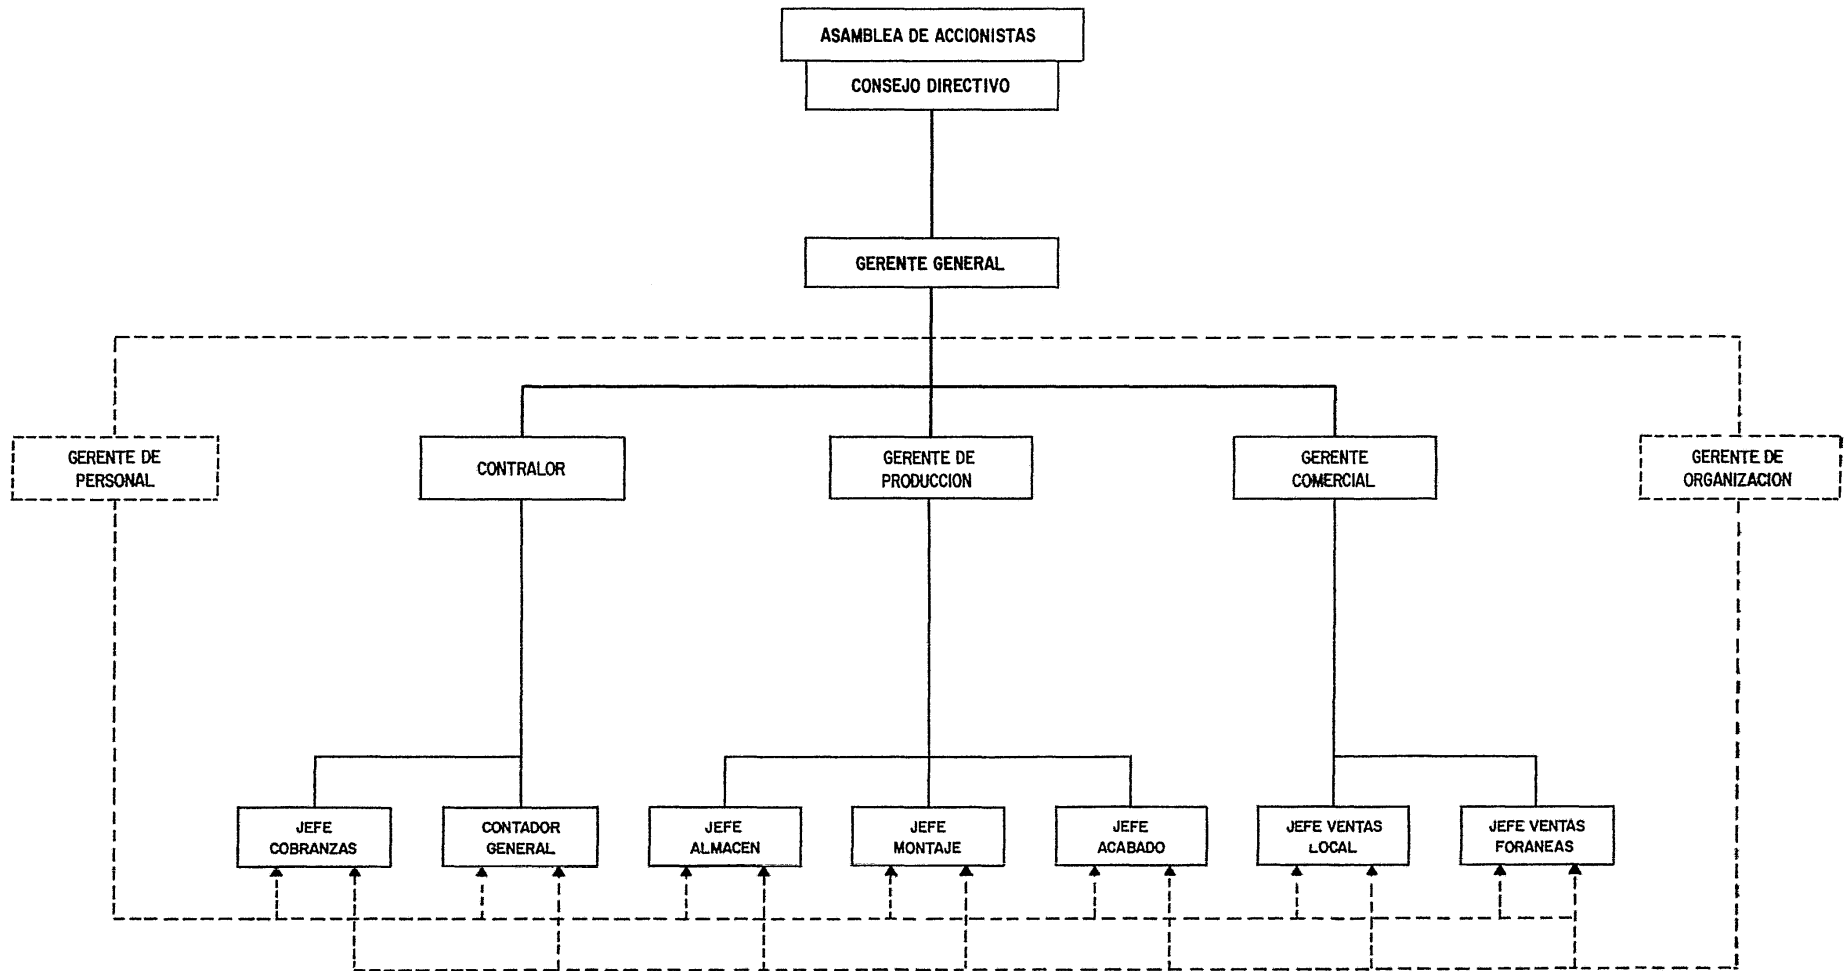 ASAMBLEA DE ACCIONISTAS
CONSEJO DIRECTIVO
GERENTE GENERAL
GERENTE DE
PERSONAL
CONTRALOR
GERENTE DE
PRODUCCION
GERENTE
COMERCIAL
GERENTE DE
ORGANIZACION
JEFE
COBRANZAS
CONTADOR
GENERAL
JEFE
ALMACEN
JEFE
MONTAJE
JEFE
ACABADO
JEFE VENTAS
LOCAL
JEFE VENTAS
FORANEAS